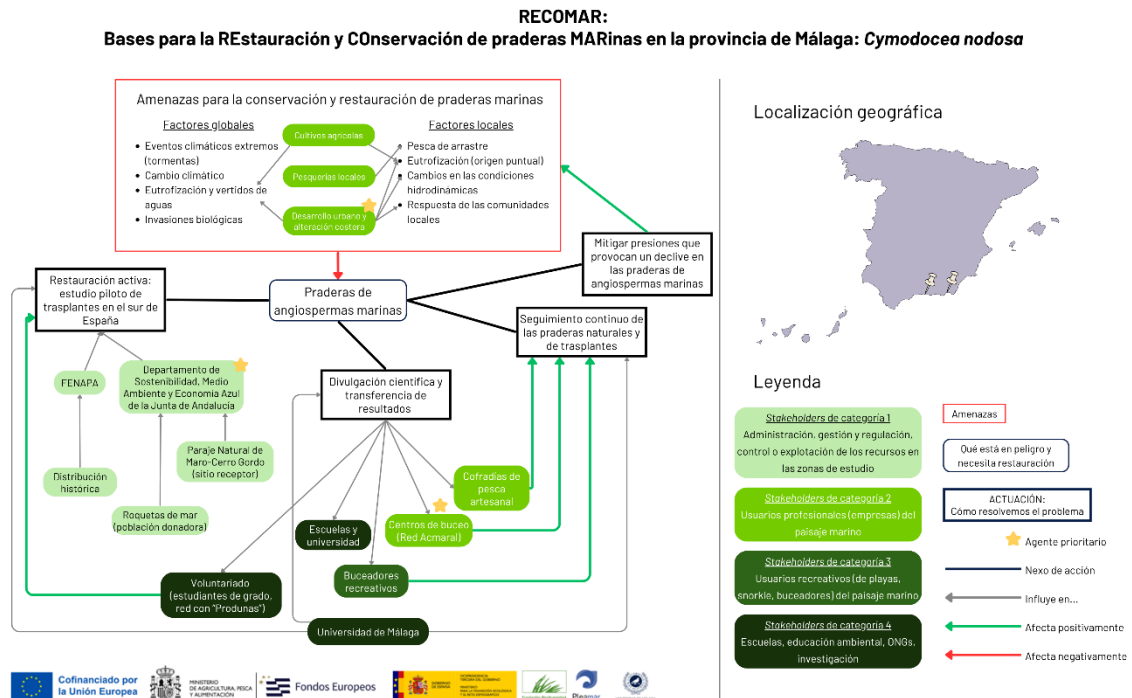 RECOMAR:
Bases para la REstauración y COnservación de praderas MARinas en la provincia de Málaga: Cymodocea nodosa
Amenazas para la conservación y restauración de praderas marinas
Factores globales
• Eventos climáticos extremos
(tormentas)
• Cambio climático
• Eutrofización y vertidos de
aguas
• Invasiones biológicas
Cultivos agrícolas
Pesquerías locales
Desarrollo urbano y
alteración costera
Factores locales
• Pesca de arrastre
• Eutrofización (origen puntual)
• Cambios en las condiciones
hidrodinámicas
• Respuesta de las comunidades
locales
Mitigar presiones que
provocan un declive en
las praderas de
angiospermas marinas
Restauración activa:
estudio piloto de
trasplantes en el sur de
España
Praderas de
angiospermas marinas
Seguimiento continuo de
las praderas naturales y
de trasplantes
FENAPA
Departamento de
Sostenibilidad, Medio
Ambiente y Economía Azul
de la Junta de Andalucía
Divulgación científica y
transferencia de
resultados
Distribución
histórica
Paraje Natural de
Maro-Cerro Gordo
(sitio receptor)
Roquetas de mar
(población donadora)
Cofradías de
pesca
artesanal
Escuelas y
universidad
Centros de buceo
(Red Acmaral)
Buceadores
recreativos
Voluntariado
(estudiantes de grado,
red con "Produnas")
Universidad de Málaga
Localización geográfica
Leyenda
Stakeholders de categoría 1
Administración, gestión y regulación,
control o explotación de los recursos en
las zonas de estudio
Stakeholders de categoría 2
Usuarios profesionales (empresas) del
paisaje marino
Stakeholders de categoría 3
Usuarios recreativos (de playas,
snorkle, buceadores) del paisaje marino
Stakeholders de categoría 4
Escuelas, educación ambiental, ONGs,
investigación
Amenazas
Qué está en peligro y
necesita restauración
ACTUACIÓN:
Cómo resolvemos el problema
Agente prioritario
Nexo de acción
Influye en...
Afecta positivamente
Afecta negativamente
Cofinanciado por
la Unión Europea
MINISTERIO
DE AGRICULTURA, PESCA
Y ALIMENTACIÓN
Fondos Europeos
Pleamar